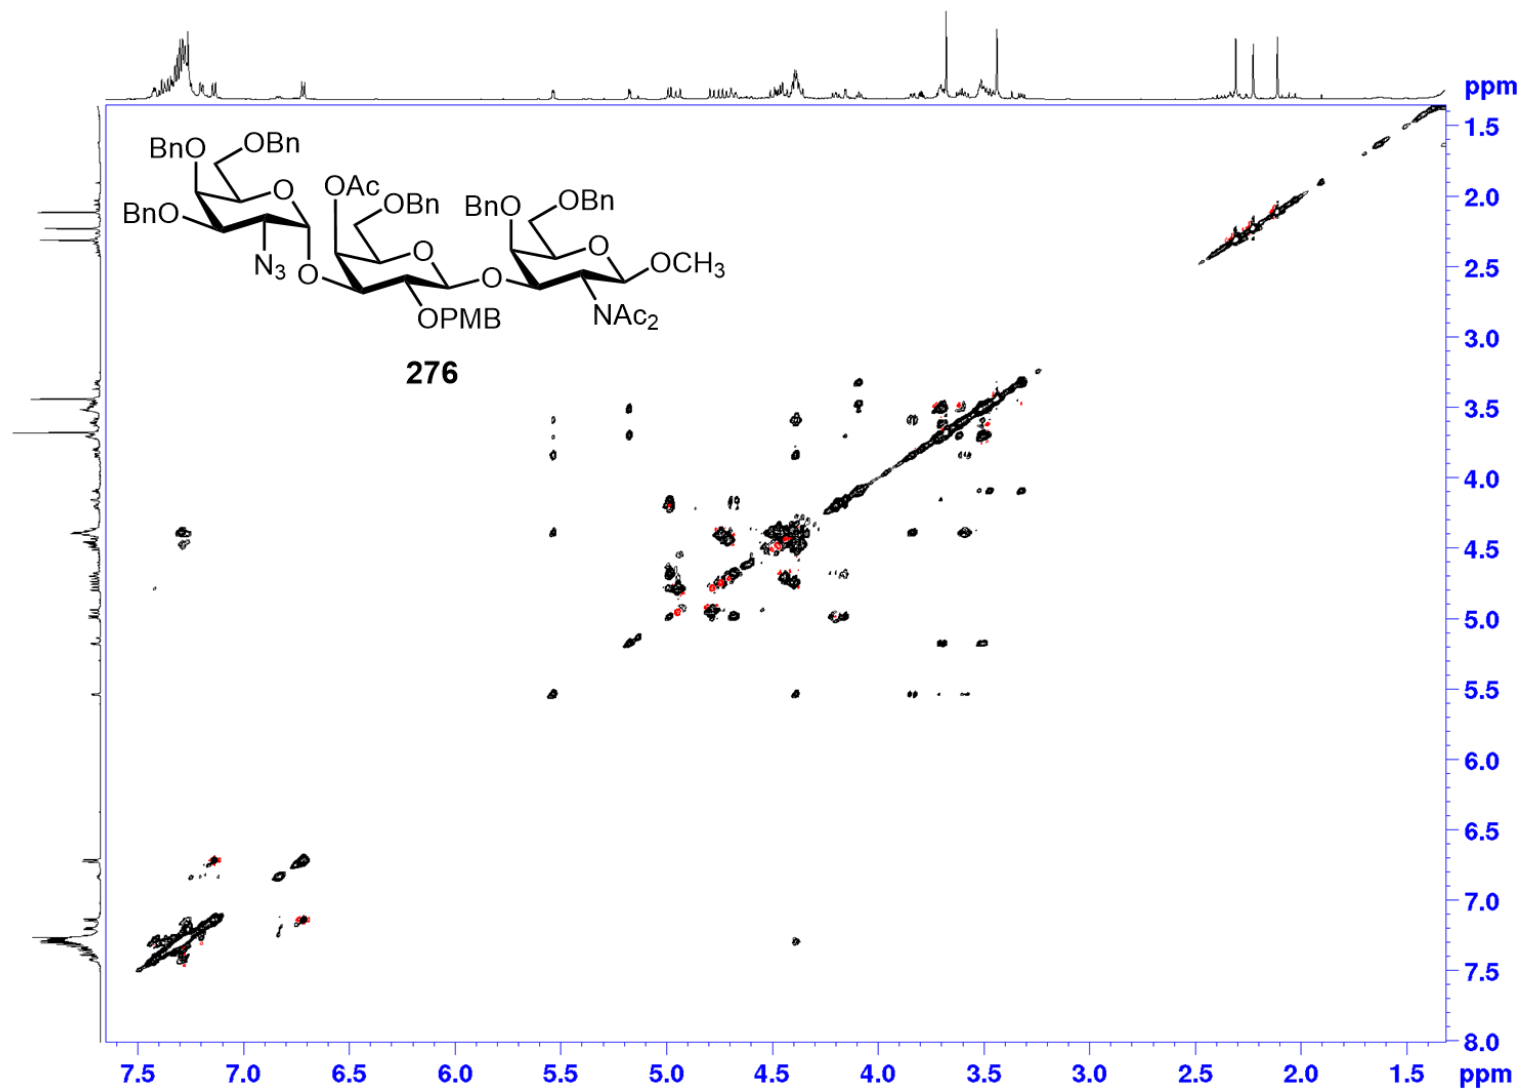 ppm
BnO OBn
OAc
BnO O OBn BnO OBn
N3 O O O O OCH3
OPMB NAc2
276
1.5
2.0
2.5
3.0
3.5
4.0
4.5
5.0
5.5
6.0
6.5
7.0
7.5
8.0
7.5 7.0 6.5 6.0 5.5 5.0 4.5 4.0 3.5 3.0 2.5 2.0 1.5 ppm